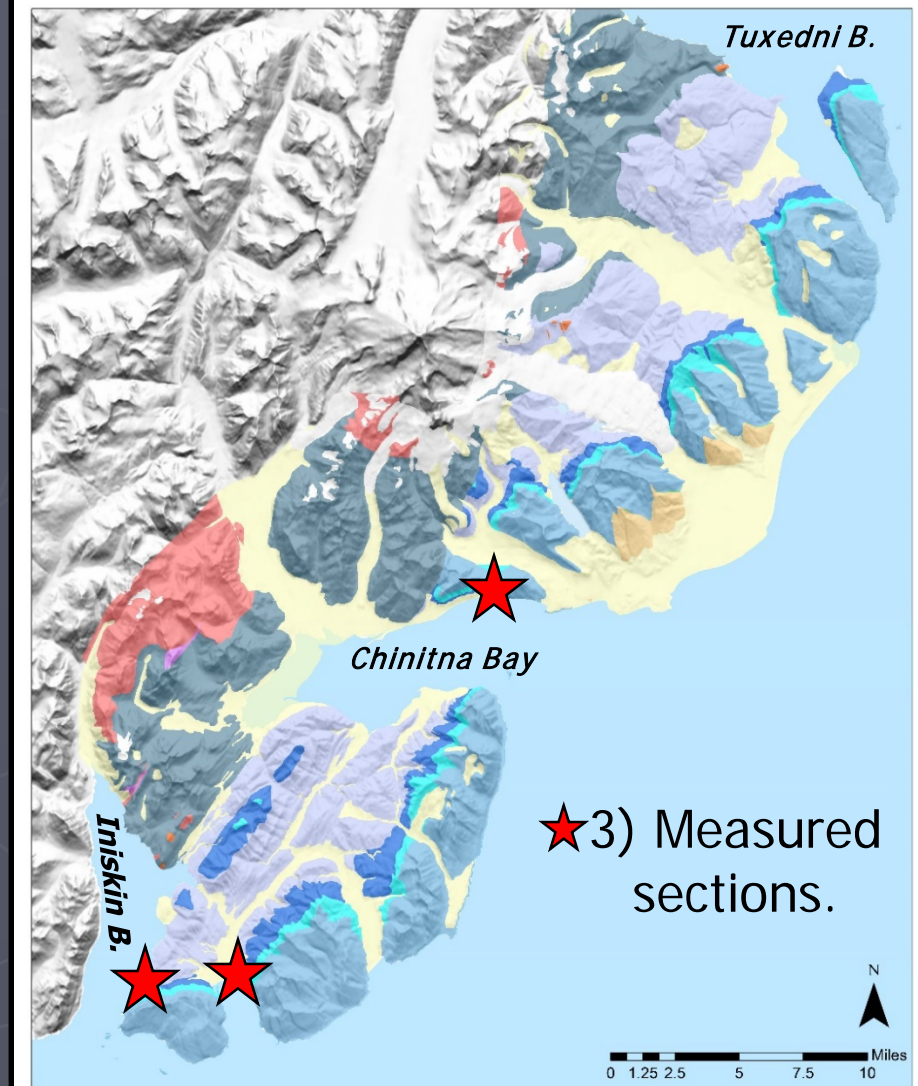 Tuxedni B.
Chinitna Bay
Iniskin B.
3) Measured
sections.
N
Miles
0 1.25 2.5 5 7.5 10